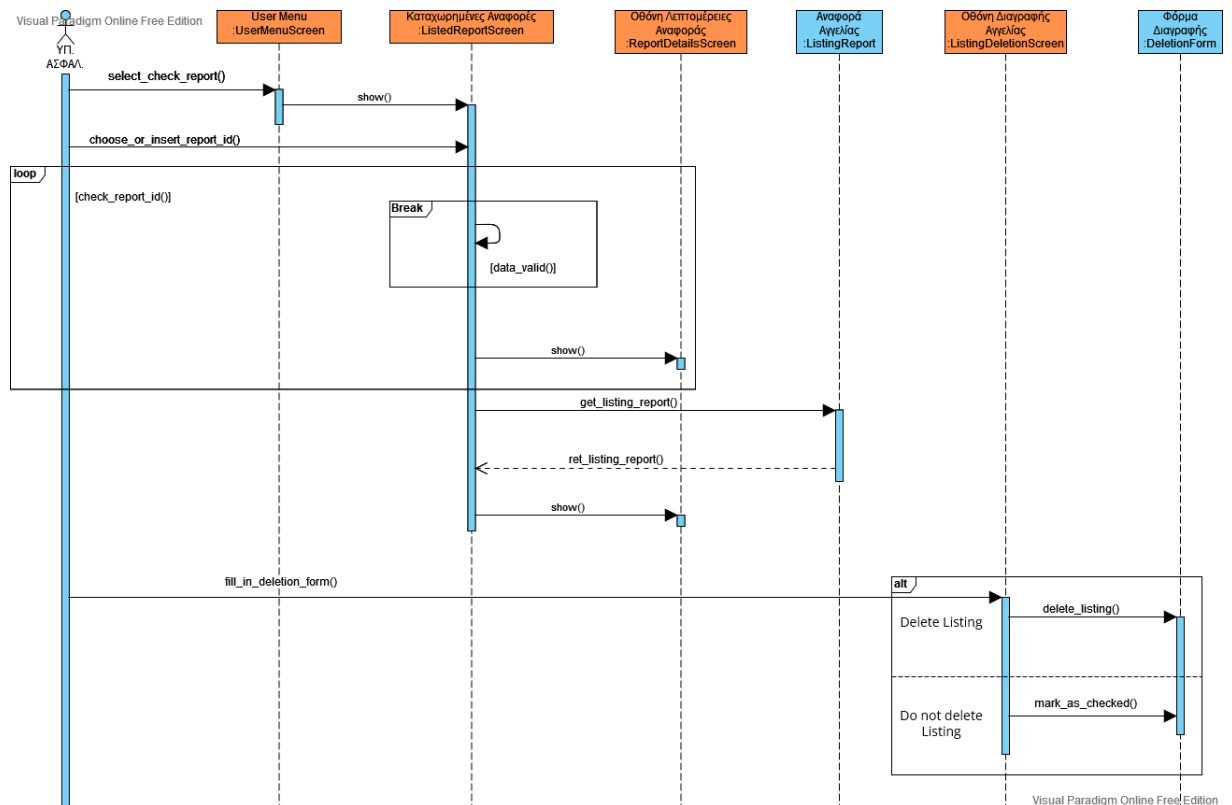 Visual Paradigm Online Free Edition
ΥΠ.
ΑΣΦΑΛ.
User Menu
:UserMenuScreen
Καταχωρημένες Αναφορές
:ListedReportScreen
Οθόνη Λεπτομέρειες
Αναφοράς
:ReportDetailsScreen
Αναφορά
Αγγελίας
:ListingReport
Οθόνη Διαγραφής
Αγγελίας
:ListingDeletionScreen
Φόρμα
Διαγραφής
:DeletionForm
select_check_report()
show()
choose_or_insert_report_id()
loop
[check_report_id()]
Break
[data_valid()]
show()
get_listing_report()
ret_listing_report()
show()
fill_in_deletion_form()
alt
delete_listing()
Delete Listing
mark_as_checked()
Do not delete
Listing
Visual Paradigm Online Free Edition